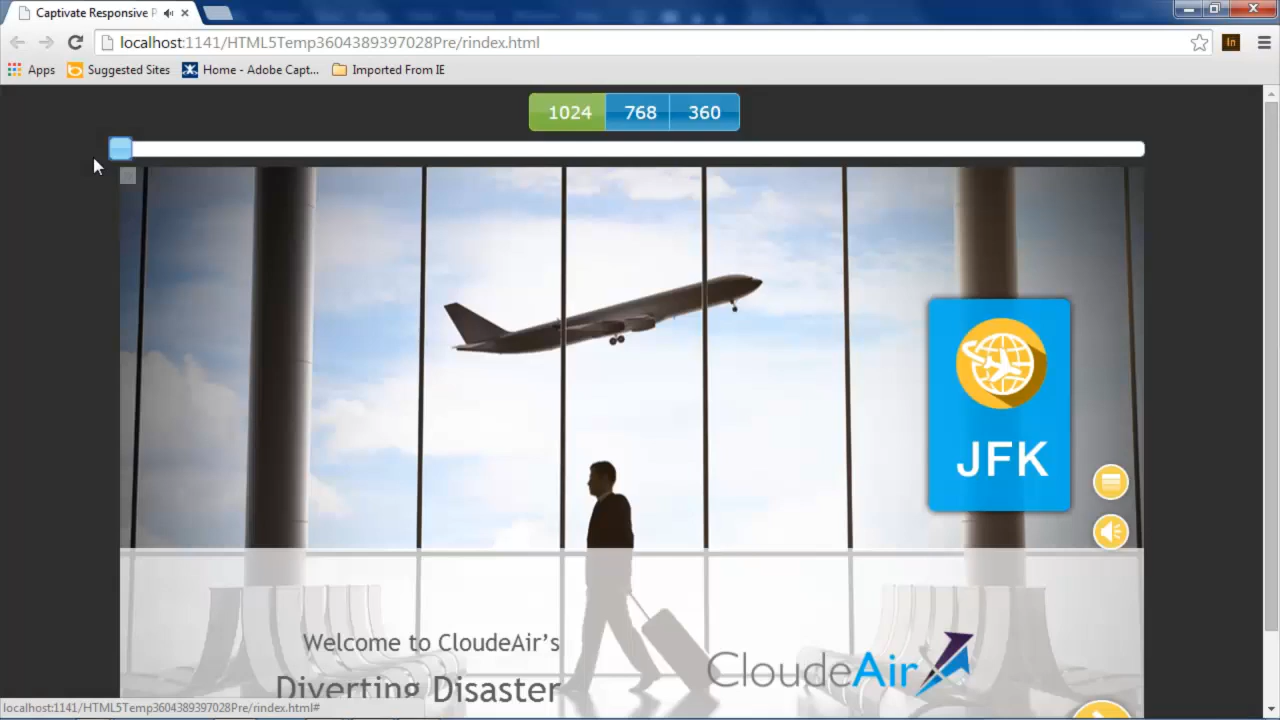 Captivate Responsive P
localhost:1141/HTML5Temp3604389397028Pre/rindex.html
Apps Suggested Sites Home - Adobe Capt... Imported From IE
1024 768 360
JFK
Welcome to CloudeAir's
CloudeAir
Diverting Disaster
localhost:1141/HTML5Temp3604389397028Pre/rindex.html#